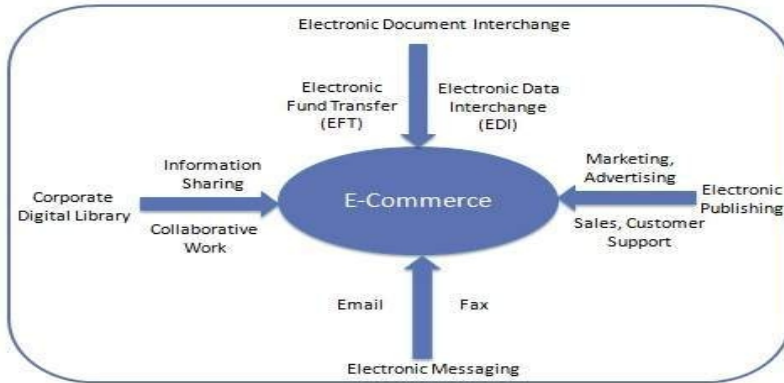 Electronic Document Interchange
Electronic
Fund Transfer
(EFT)
Electronic Data
Interchange
(EDI)
Information
Sharing
Marketing,
Advertising
Corporate
Digital Library
E-Commerce
Electronic
Publishing
Collaborative
Work
Sales, Customer
Support
Email
Fax
Electronic Messaging